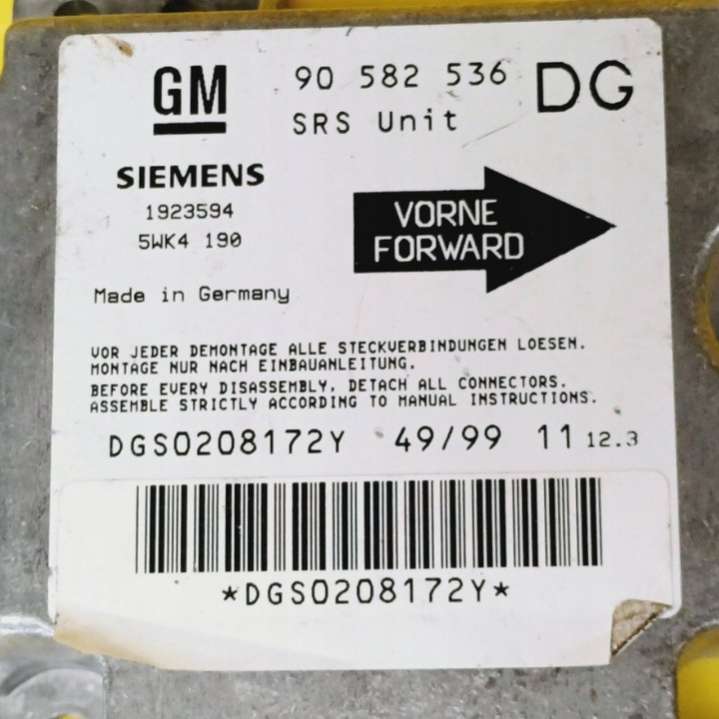 GM
90 582 536 DG
SRS Unit
SIEMENS
1923594
5WK4 190
VORNE
FORWARD
Made in Germany
VOR JEDER DEMONTAGE ALLE STECKVERBINDUNGEN LOESEN.
MONTAGE NUR NACH EINBAUANLEITUNG.
BEFORE EVERY DISASSEMBLY, DETACH ALL CONNECTORS.
ASSEMBLE STRICTLY ACCORDING TO MANUAL INSTRUCTIONS.
DGS0208172Y 49/99 11 12.3
*DGS0208172Y*